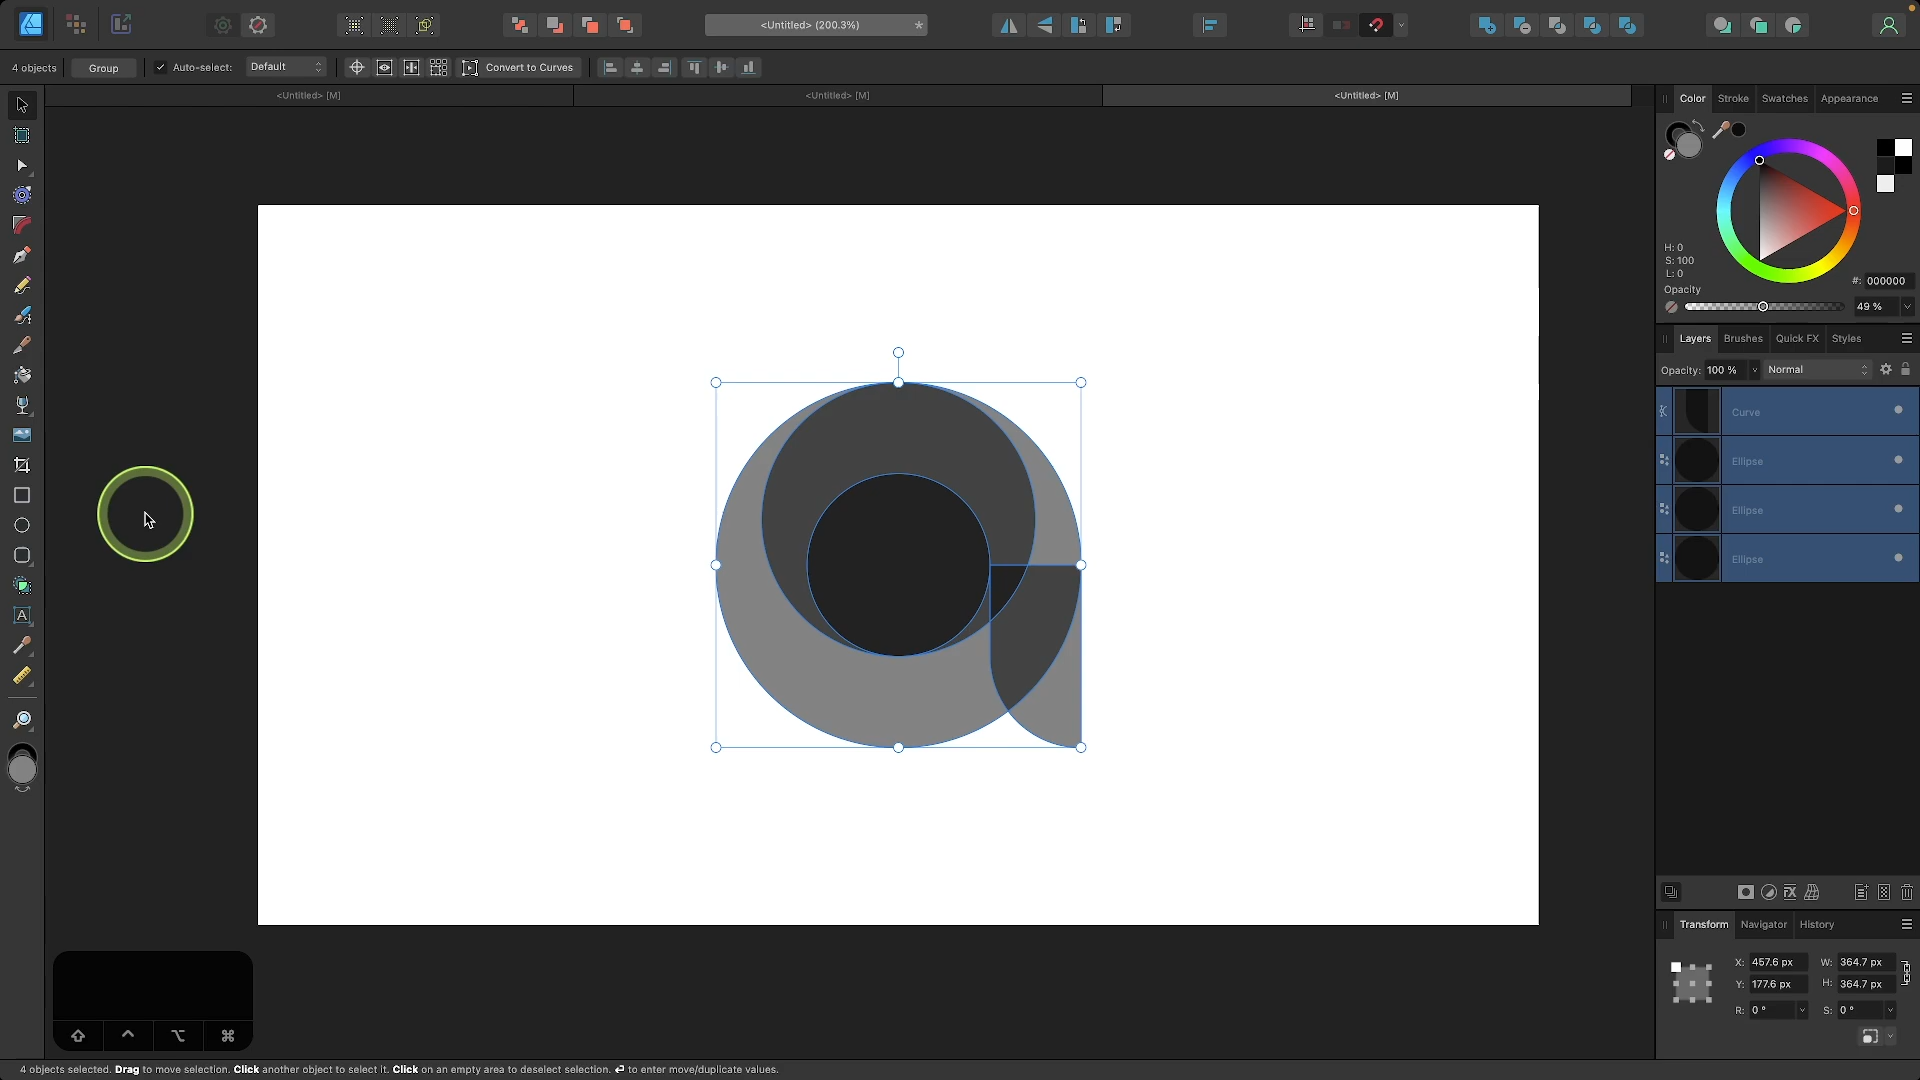 <Untitled> (200.3%)
*
4 objects
Group
Auto-select:
Default
Convert to Curves
<Untitled> [M]
<Untitled> [M]
<Untitled> [M]
Color
Stroke
Swatches
Appearance
H: 0
S: 100
L: 0
#: 000000
Opacity
49 %
Layers
Brushes
Quick FX
Styles
Opacity: 100 %
Normal
Curve
Ellipse
Ellipse
Ellipse
Transform
Navigator
History
X: 457.6 px
W: 364.7 px
Y: 177.6 px
H: 364.7 px
R: 0 °
S: 0 °
4 objects selected. Drag to move selection. Click another object to select it. Click on an empty area to deselect selection. ⏎ to enter move/duplicate values.